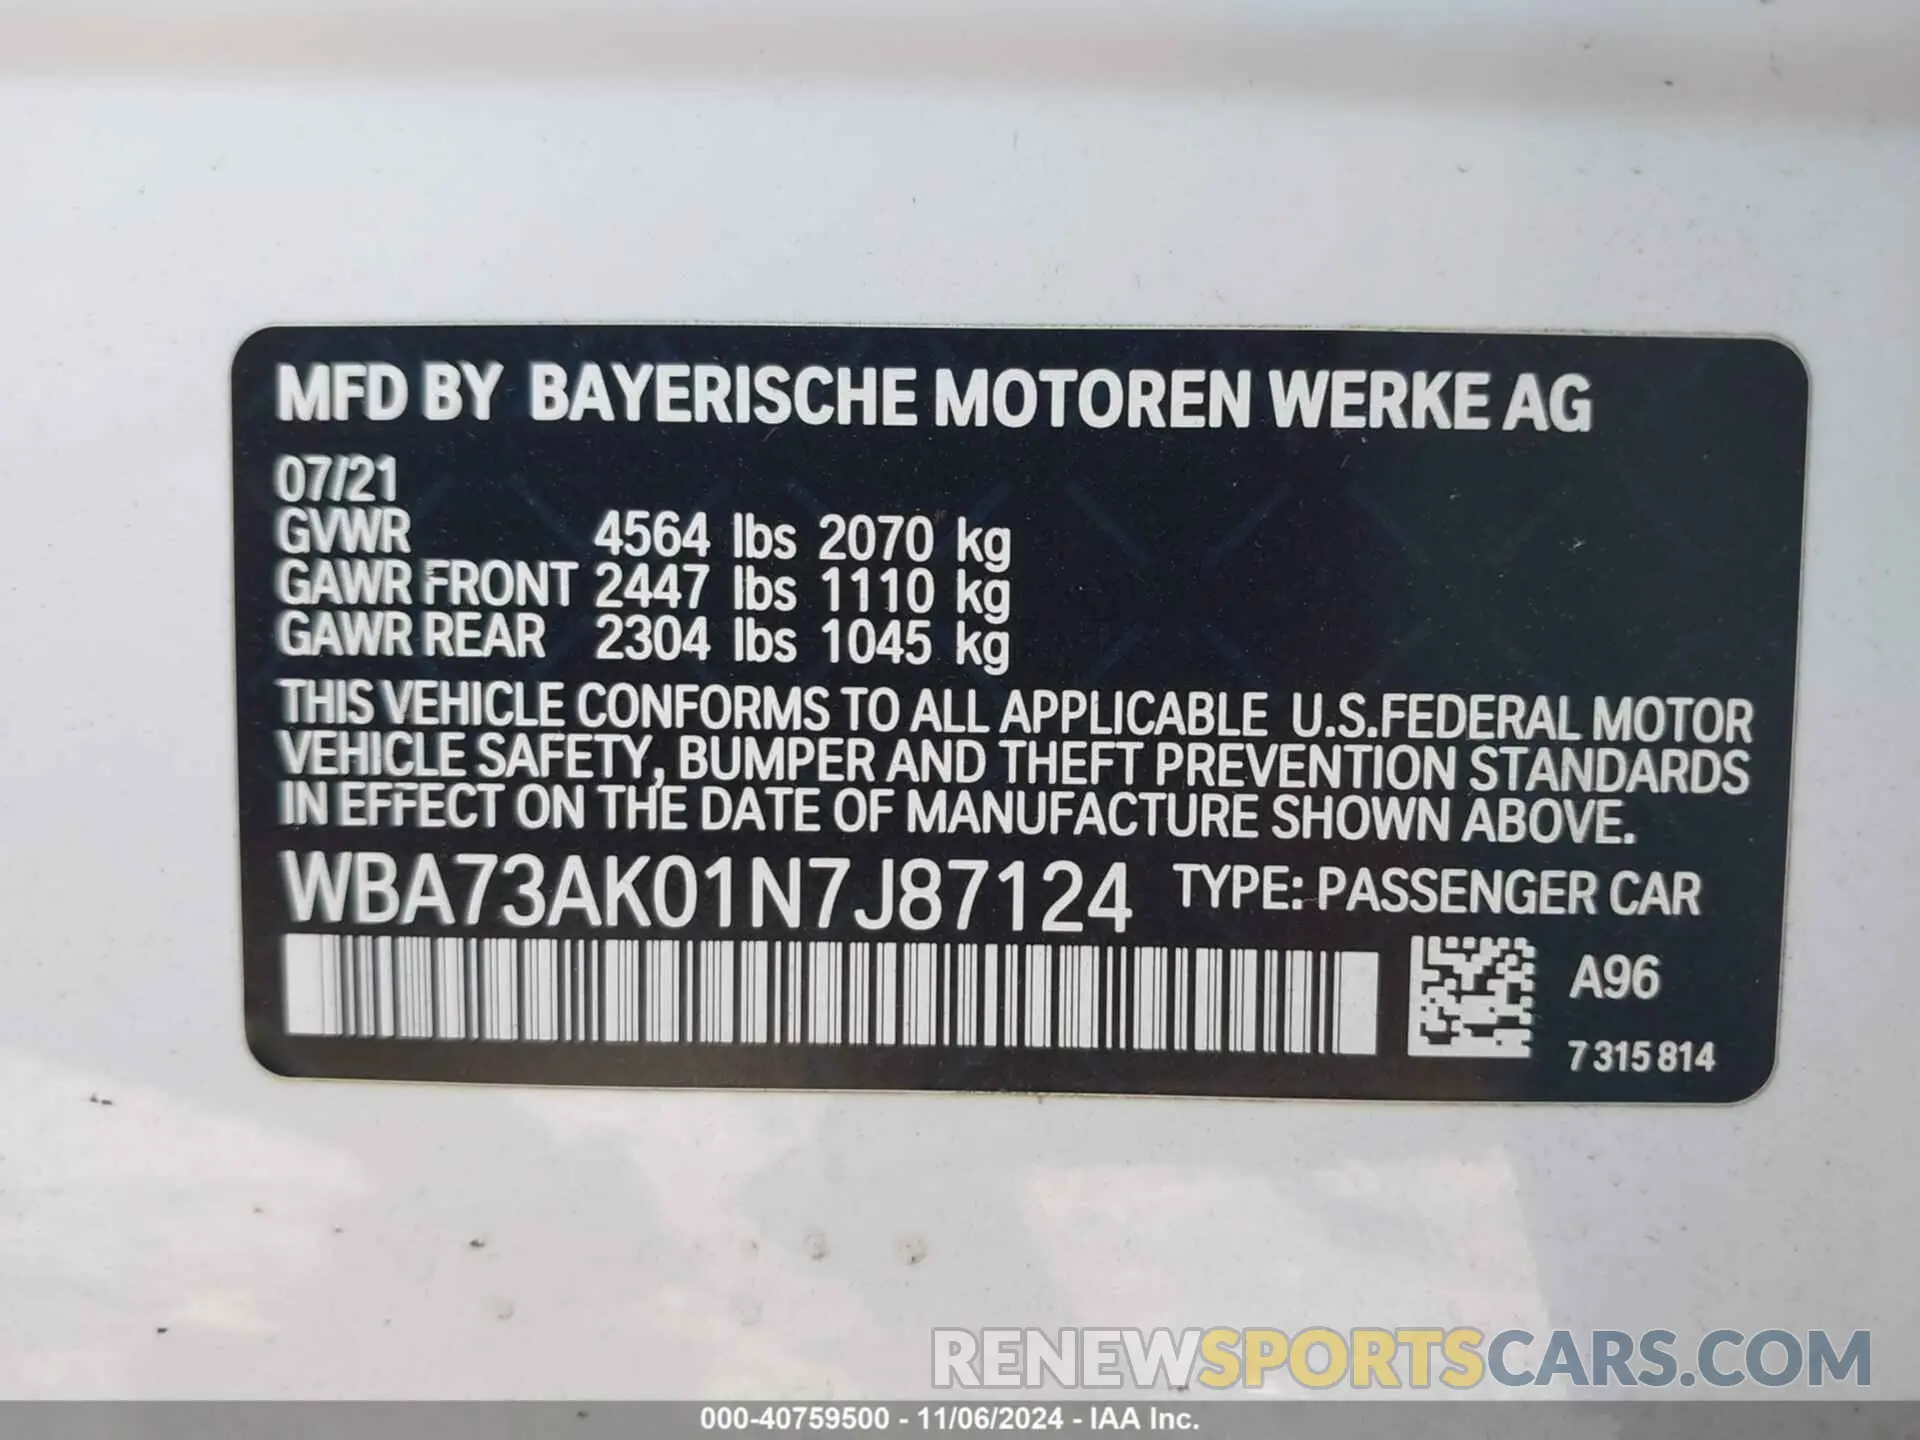 MFD BY BAYERISCHE MOTOREN WERKE AG
07/21
GVWR 4564 lbs 2070 kg
GAWR FRONT 2447 lbs 1110 kg
GAWR REAR 2304 lbs 1045 kg
THIS VEHICLE CONFORMS TO ALL APPLICABLE U.S.FEDERAL MOTOR
VEHICLE SAFETY, BUMPER AND THEFT PREVENTION STANDARDS
IN EFFECT ON THE DATE OF MANUFACTURE SHOWN ABOVE.
WBA73AK01N7J87124 TYPE: PASSENGER CAR
A96
7 315 814
RENEWSPORTSCARS.COM
000-40759500 - 11/06/2024 - IAA Inc.